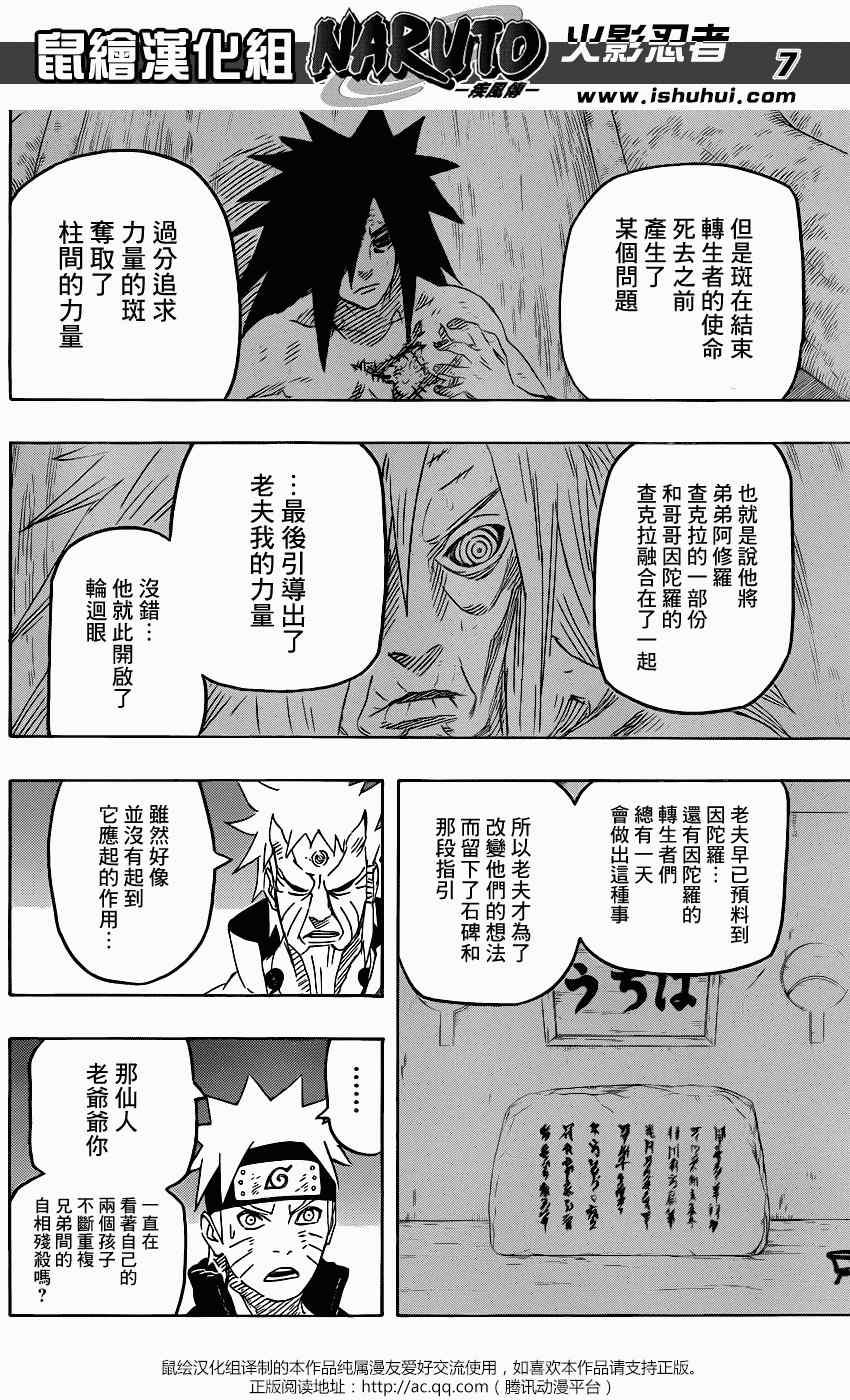 鼠繪漢化組
NARUTO
疾風傳
火影忍者
7
www.ishuhui.com
但是斑在結束
轉生者的使命
死去之前
產生了
某個問題
過分追求
力量的斑
奪取了
柱間的力量
也就是說他將
弟弟阿修羅
查克拉的一部份
和哥哥因陀羅的
查克拉融合在了一起
…最後引導出了
老夫我的力量
沒錯…
他就此開啟了
輪迴眼
老夫早已預料到
因陀羅…
還有因陀羅的
轉生者們
總有一天
會做出這種事
所以老夫才為了
改變他們的想法
而留下了石碑和
那段指引
うちは
雖然好像
並沒有起到
它應起的作用…
……
那仙人
老爺爺你
一直在
看著自己的
兩個孩子
不斷重複
兄弟間的
自相殘殺嗎?
鼠绘汉化组译制的本作品纯属漫友爱好交流使用，如喜欢本作品请支持正版。
正版阅读地址：http://ac.qq.com（腾讯动漫平台）